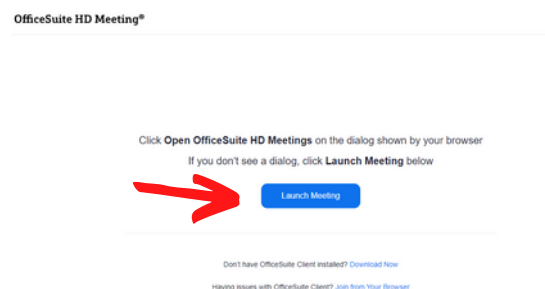 OfficeSuite HD Meeting®
Click Open OfficeSuite HD Meetings on the dialog shown by your browser
If you don't see a dialog, click Launch Meeting below
Launch Meeting
Don't have OfficeSuite Client installed? Download Now
Having issues with OfficeSuite Client? Join from Your Browser